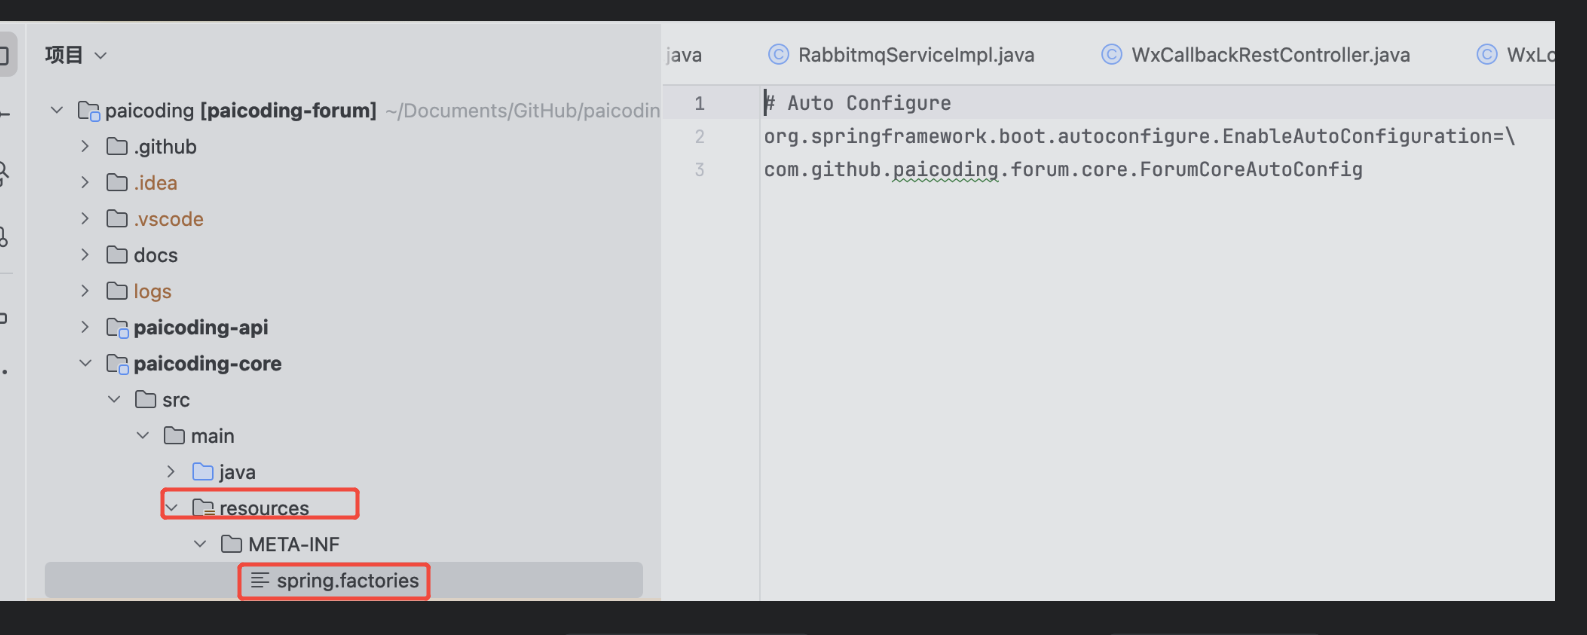 项目
paicoding [paicoding-forum] ~/Documents/GitHub/paicodin
.github
.idea
.vscode
docs
logs
paicoding-api
paicoding-core
src
main
java
resources
META-INF
spring.factories
java
RabbitmqServiceImpl.java
WxCallbackRestController.java
WxLo
1 # Auto Configure
2 org.springframework.boot.autoconfigure.EnableAutoConfiguration=\
3 com.github.paicoding.forum.core.ForumCoreAutoConfig